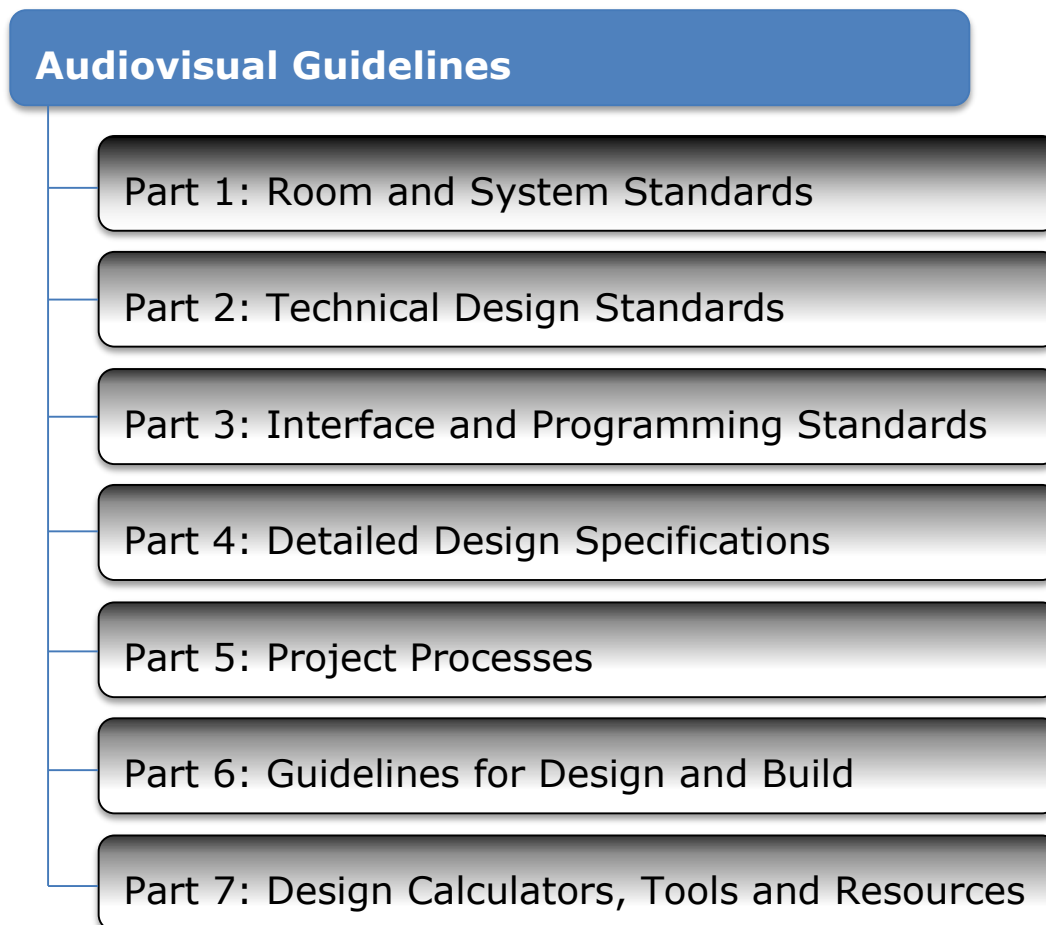 Audiovisual Guidelines
Part 1: Room and System Standards
Part 2: Technical Design Standards
Part 3: Interface and Programming Standards
Part 4: Detailed Design Specifications
Part 5: Project Processes
Part 6: Guidelines for Design and Build
Part 7: Design Calculators, Tools and Resources